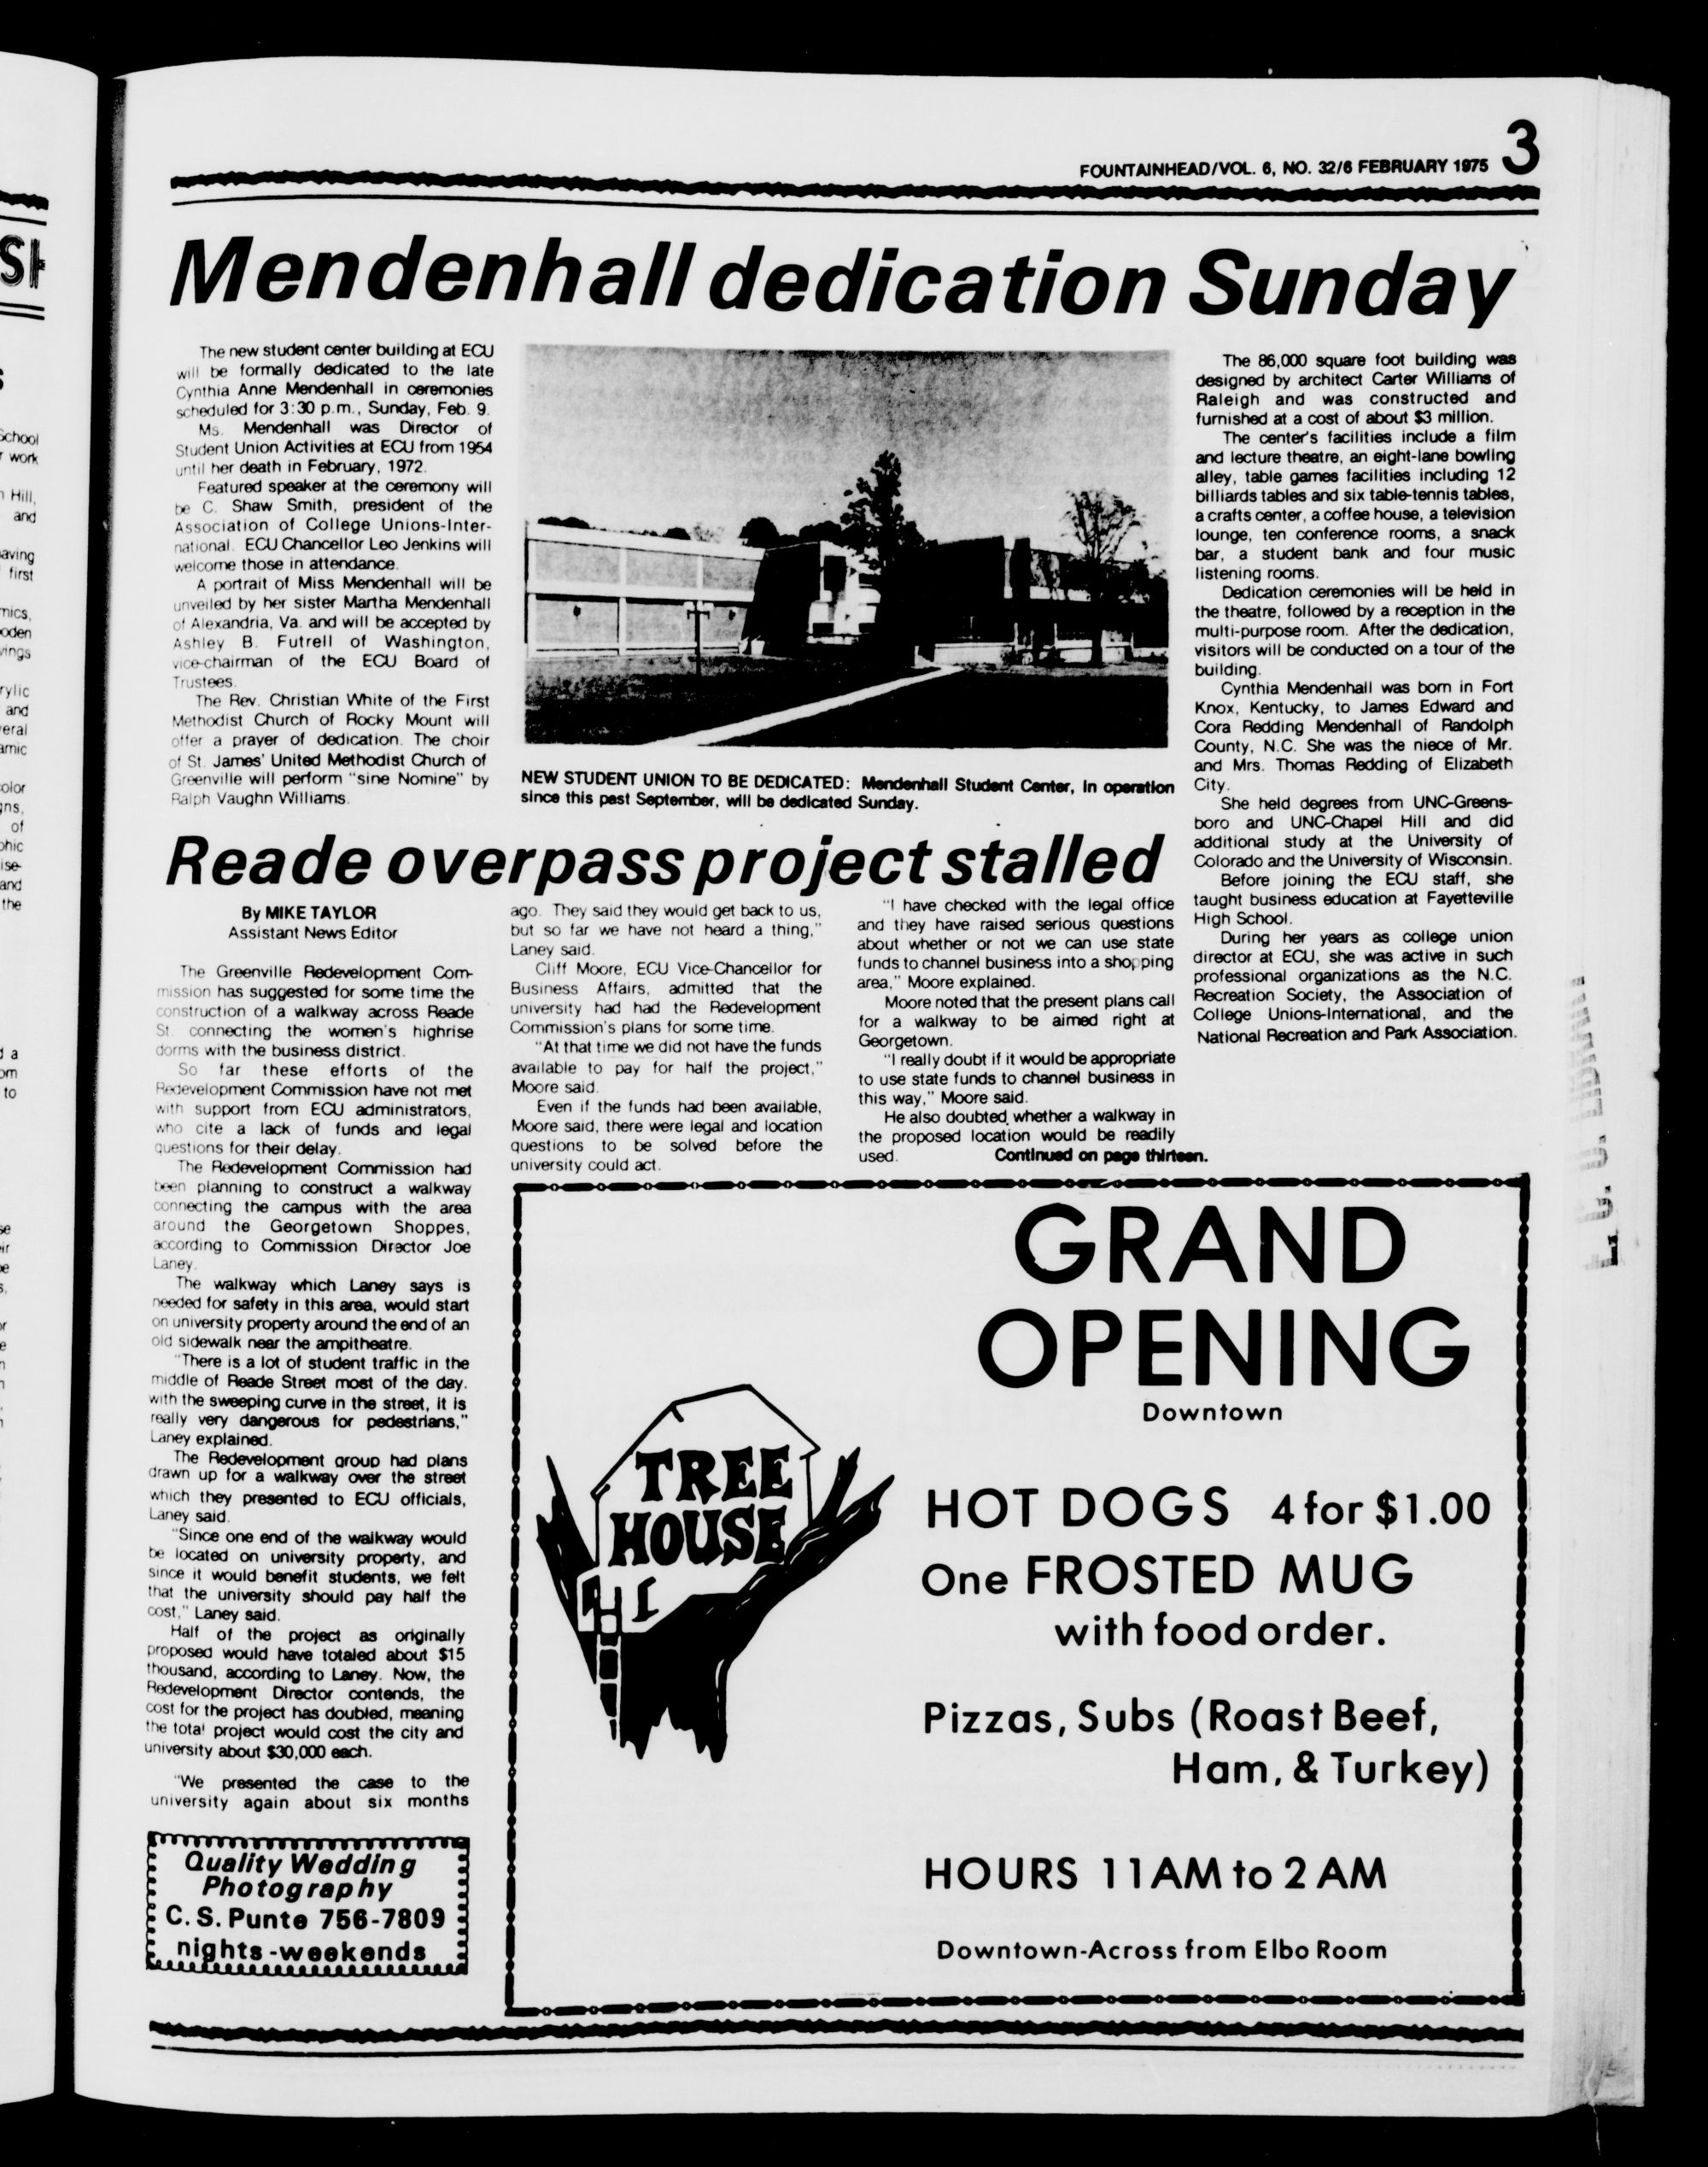 FOUNTAINHEAD/VOL. 6, NO. 32/6 FEBRUARY 1975 3
Mendenhall dedication Sunday
The new student center building at ECU
will be formally dedicated to the late
Cynthia Anne Mendenhall in ceremonies
scheduled for 3:30 p.m., Sunday, Feb. 9.
Ms. Mendenhall was Director of
Student Union Activities at ECU from 1954
until her death in February, 1972.
Featured speaker at the ceremony will
be C. Shaw Smith, president of the
Association of College Unions-Inter-
national. ECU Chancellor Leo Jenkins will
welcome those in attendance.
A portrait of Miss Mendenhall will be
unveiled by her sister Martha Mendenhall
of Alexandria, Va. and will be accepted by
Ashley B. Futrell of Washington,
vice-chairman of the ECU Board of
Trustees.
The Rev. Christian White of the First
Methodist Church of Rocky Mount will
offer a prayer of dedication. The choir
of St. James' United Methodist Church of
Greenville will perform "sine Nomine" by
Ralph Vaughn Williams.
NEW STUDENT UNION TO BE DEDICATED: Mendenhall Student Center, in operation
since this past September, will be dedicated Sunday.
The 86,000 square foot building was
designed by architect Carter Williams of
Raleigh and was constructed and
furnished at a cost of about $3 million.
The center's facilities include a film
and lecture theatre, an eight-lane bowling
alley, table games facilities including 12
billiards tables and six table-tennis tables,
a crafts center, a coffee house, a television
lounge, ten conference rooms, a snack
bar, a student bank and four music
listening rooms.
Dedication ceremonies will be held in
the theatre, followed by a reception in the
multi-purpose room. After the dedication,
visitors will be conducted on a tour of the
building.
Cynthia Mendenhall was born in Fort
Knox, Kentucky, to James Edward and
Cora Redding Mendenhall of Randolph
County, N.C. She was the niece of Mr.
and Mrs. Thomas Redding of Elizabeth
City.
She held degrees from UNC-Greens-
boro and UNC-Chapel Hill and did
additional study at the University of
Colorado and the University of Wisconsin.
Before joining the ECU staff, she
taught business education at Fayetteville
High School.
During her years as college union
director at ECU, she was active in such
professional organizations as the N.C.
Recreation Society, the Association of
College Unions-International, and the
National Recreation and Park Association.
Reade overpass project stalled
By MIKE TAYLOR
Assistant News Editor
The Greenville Redevelopment Com-
mission has suggested for some time the
construction of a walkway across Reade
St. connecting the women's highrise
dorms with the business district.
So far these efforts of the
Redevelopment Commission have not met
with support from ECU administrators,
who cite a lack of funds and legal
questions for their delay.
The Redevelopment Commission had
been planning to construct a walkway
connecting the campus with the area
around the Georgetown Shoppes,
according to Commission Director Joe
Laney.
The walkway which Laney says is
needed for safety in this area, would start
on university property around the end of an
old sidewalk near the ampitheatre.
"There is a lot of student traffic in the
middle of Reade Street most of the day.
with the sweeping curve in the street, it is
really very dangerous for pedestrians,"
Laney explained.
The Redevelopment group had plans
drawn up for a walkway over the street
which they presented to ECU officials,
Laney said.
"Since one end of the walkway would
be located on university property, and
since it would benefit students, we felt
that the university should pay half the
cost," Laney said.
Half of the project as originally
proposed would have totaled about $15
thousand, according to Laney. Now, the
Redevelopment Director contends, the
cost for the project has doubled, meaning
the total project would cost the city and
university about $30,000 each.
"We presented the case to the
university again about six months
ago. They said they would get back to us,
but so far we have not heard a thing,"
Laney said.
Cliff Moore, ECU Vice-Chancellor for
Business Affairs, admitted that the
university had had the Redevelopment
Commission's plans for some time.
"At that time we did not have the funds
available to pay for half the project,"
Moore said.
Even if the funds had been available,
Moore said, there were legal and location
questions to be solved before the
university could act.
"I have checked with the legal office
and they have raised serious questions
about whether or not we can use state
funds to channel business into a shopping
area," Moore explained.
Moore noted that the present plans call
for a walkway to be aimed right at
Georgetown.
"I really doubt if it would be appropriate
to use state funds to channel business in
this way," Moore said.
He also doubted whether a walkway in
the proposed location would be readily
used.
Continued on page thirteen.
Quality Wedding
Photography
C. S. Punte 756-7809
nights-weekends
GRAND
OPENING
Downtown
TREE
HOUSE
HOT DOGS 4 for $1.00
One FROSTED MUG
with food order.
Pizzas, Subs (Roast Beef,
Ham, & Turkey)
HOURS 11 AM to 2 AM
Downtown-Across from Elbo Room